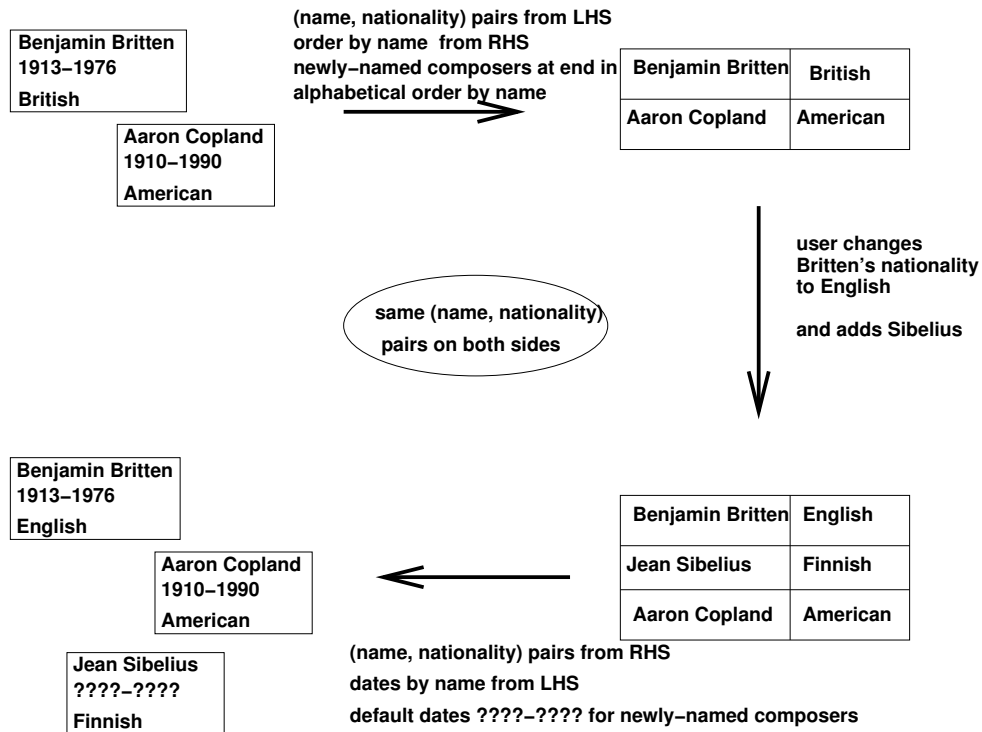 Benjamin Britten
1913−1976
British
Aaron Copland
1910−1990
American
(name, nationality) pairs from LHS
order by name from RHS
newly−named composers at end in
alphabetical order by name
Benjamin Britten British
Aaron Copland American
user changes
Britten's nationality
to English
and adds Sibelius
same (name, nationality)
pairs on both sides
Benjamin Britten
1913−1976
English
Aaron Copland
1910−1990
American
Jean Sibelius
????−????
Finnish
Benjamin Britten English
Jean Sibelius Finnish
Aaron Copland American
(name, nationality) pairs from RHS
dates by name from LHS
default dates ????−???? for newly−named composers